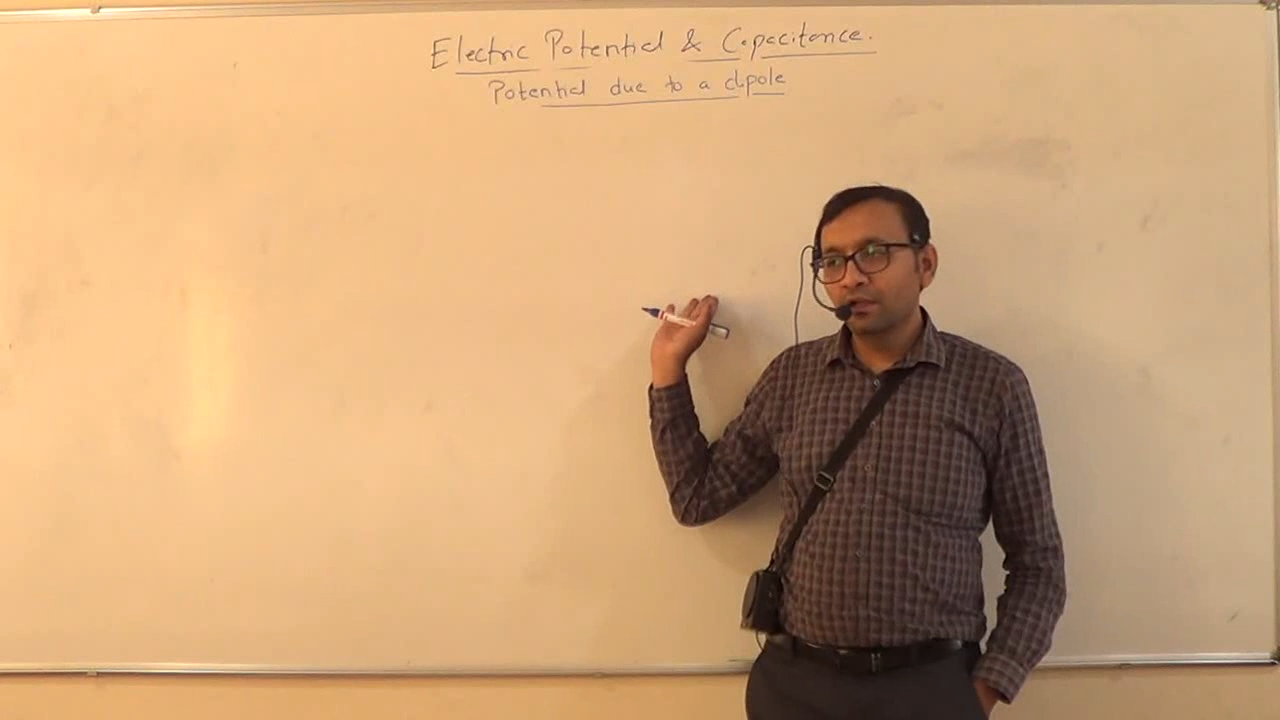 Electric Potential & Capacitance.
Potential due to a dipole